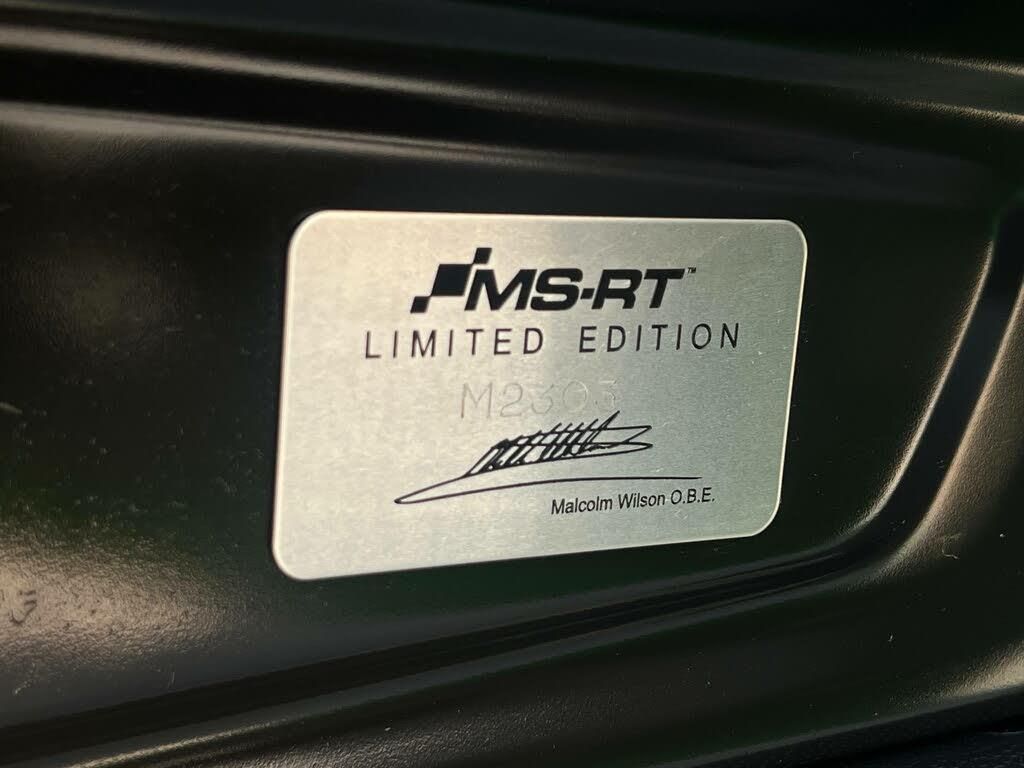 MS-RT™
LIMITED EDITION
M2303
Malcolm Wilson O.B.E.